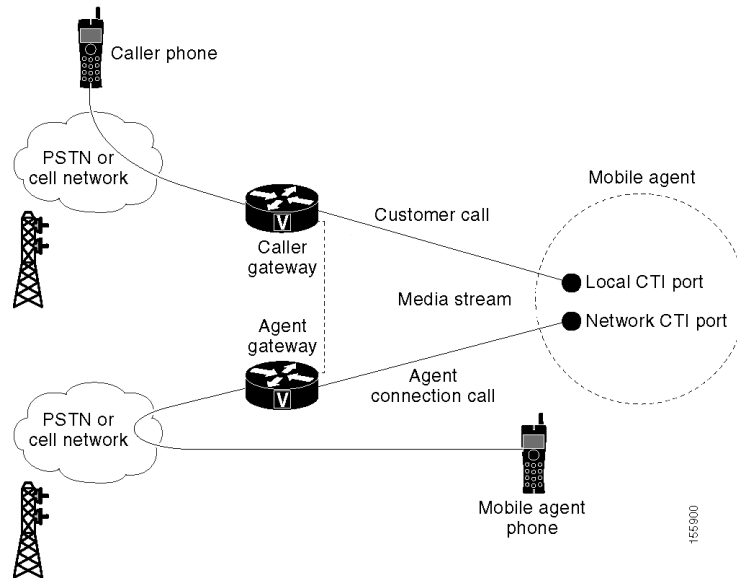 Caller phone
PSTN or
cell network
Mobile agent
Customer call
V
Caller
gateway
Local CTI port
Media stream
Network CTI port
Agent
gateway
Agent
connection call
V
PSTN or
cell network
Mobile agent
phone
155900